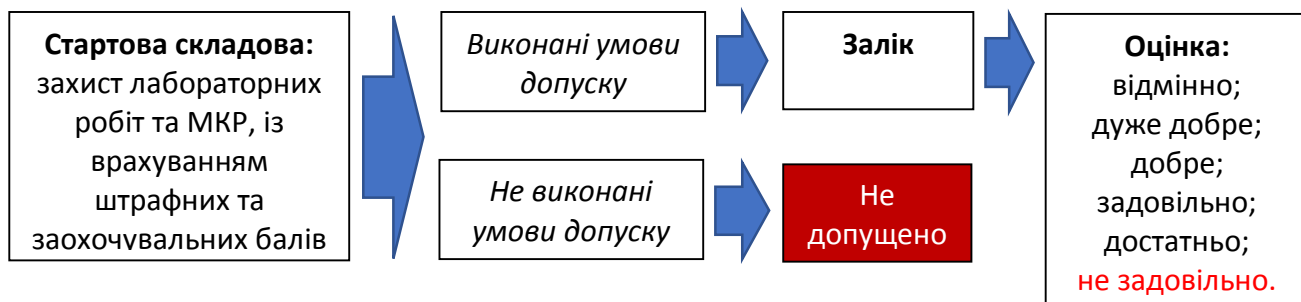 Стартова складова:
захист лабораторних
робіт та МКР, із
врахуванням
штрафних та
заохочувальних балів
Виконані умови
допуску
Залік
Не виконані
умови допуску
Не
допущено
Оцінка:
відмінно;
дуже добре;
добре;
задовільно;
достатньо;
не задовільно.